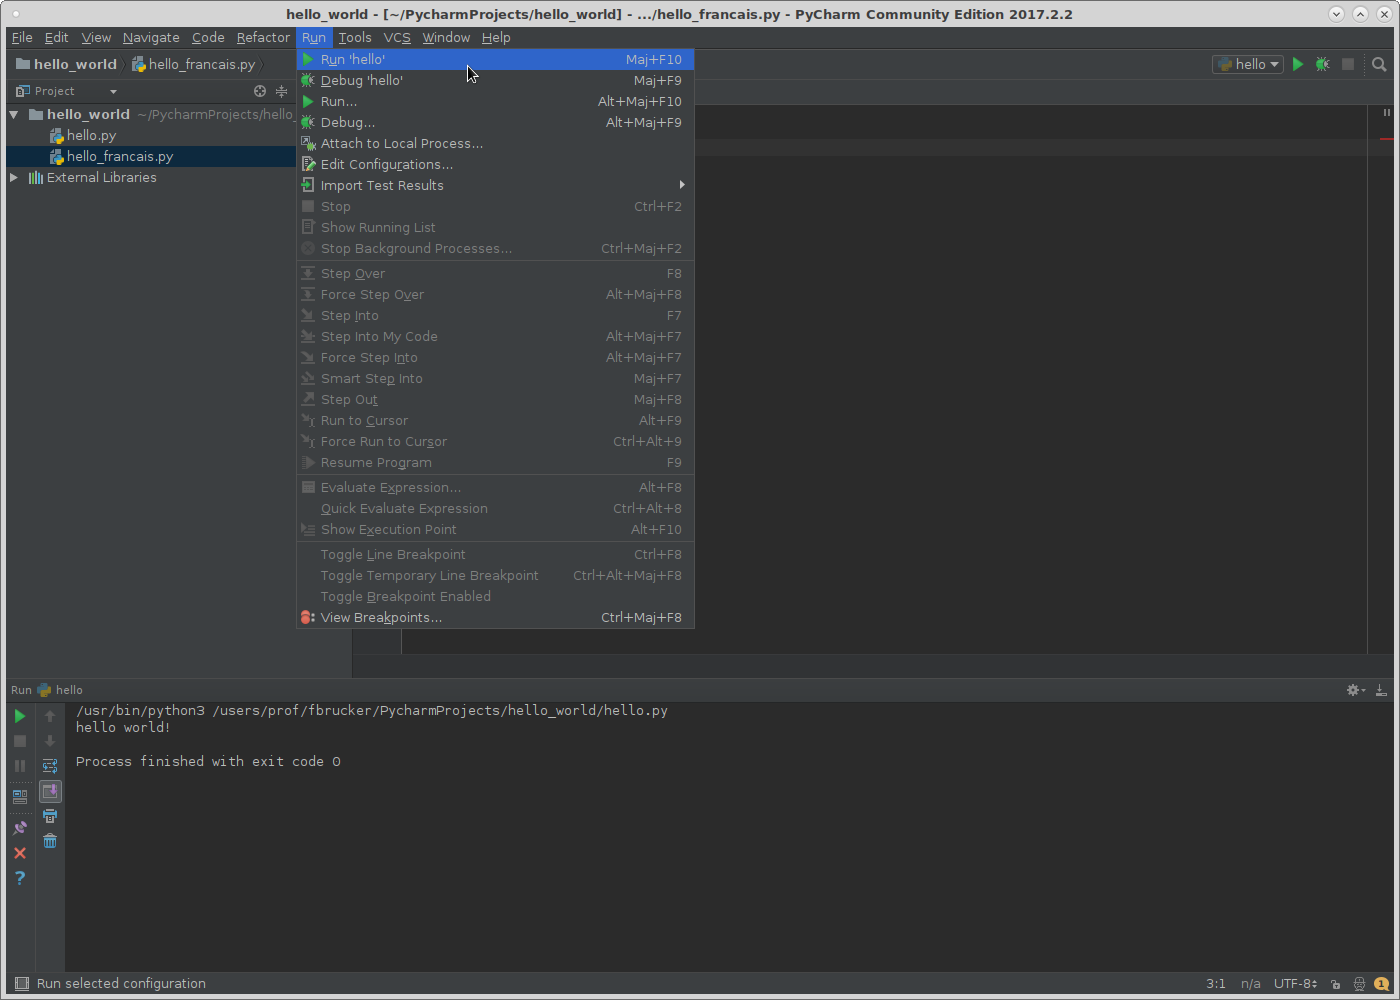 hello_world - [~/PycharmProjects/hello_world] - .../hello_francais.py - PyCharm Community Edition 2017.2.2
File Edit View Navigate Code Refactor Run Tools VCS Window Help
hello_world hello_francais.py hello
Project
hello_world ~/PycharmProjects/hello_
hello.py
hello_francais.py
External Libraries
Run 'hello' Maj+F10
Debug 'hello' Maj+F9
Run... Alt+Maj+F10
Debug... Alt+Maj+F9
Attach to Local Process...
Edit Configurations...
Import Test Results
Stop Ctrl+F2
Show Running List
Stop Background Processes... Ctrl+Maj+F2
Step Over F8
Force Step Over Alt+Maj+F8
Step Into F7
Step Into My Code Alt+Maj+F7
Force Step Into Alt+Maj+F7
Smart Step Into Maj+F7
Step Out Maj+F8
Run to Cursor Alt+F9
Force Run to Cursor Ctrl+Alt+9
Resume Program F9
Evaluate Expression... Alt+F8
Quick Evaluate Expression Ctrl+Alt+8
Show Execution Point Alt+F10
Toggle Line Breakpoint Ctrl+F8
Toggle Temporary Line Breakpoint Ctrl+Alt+Maj+F8
Toggle Breakpoint Enabled
View Breakpoints... Ctrl+Maj+F8
Run hello
/usr/bin/python3 /users/prof/fbrucker/PycharmProjects/hello_world/hello.py
hello world!
Process finished with exit code 0
Run selected configuration 3:1 n/a UTF-8 1